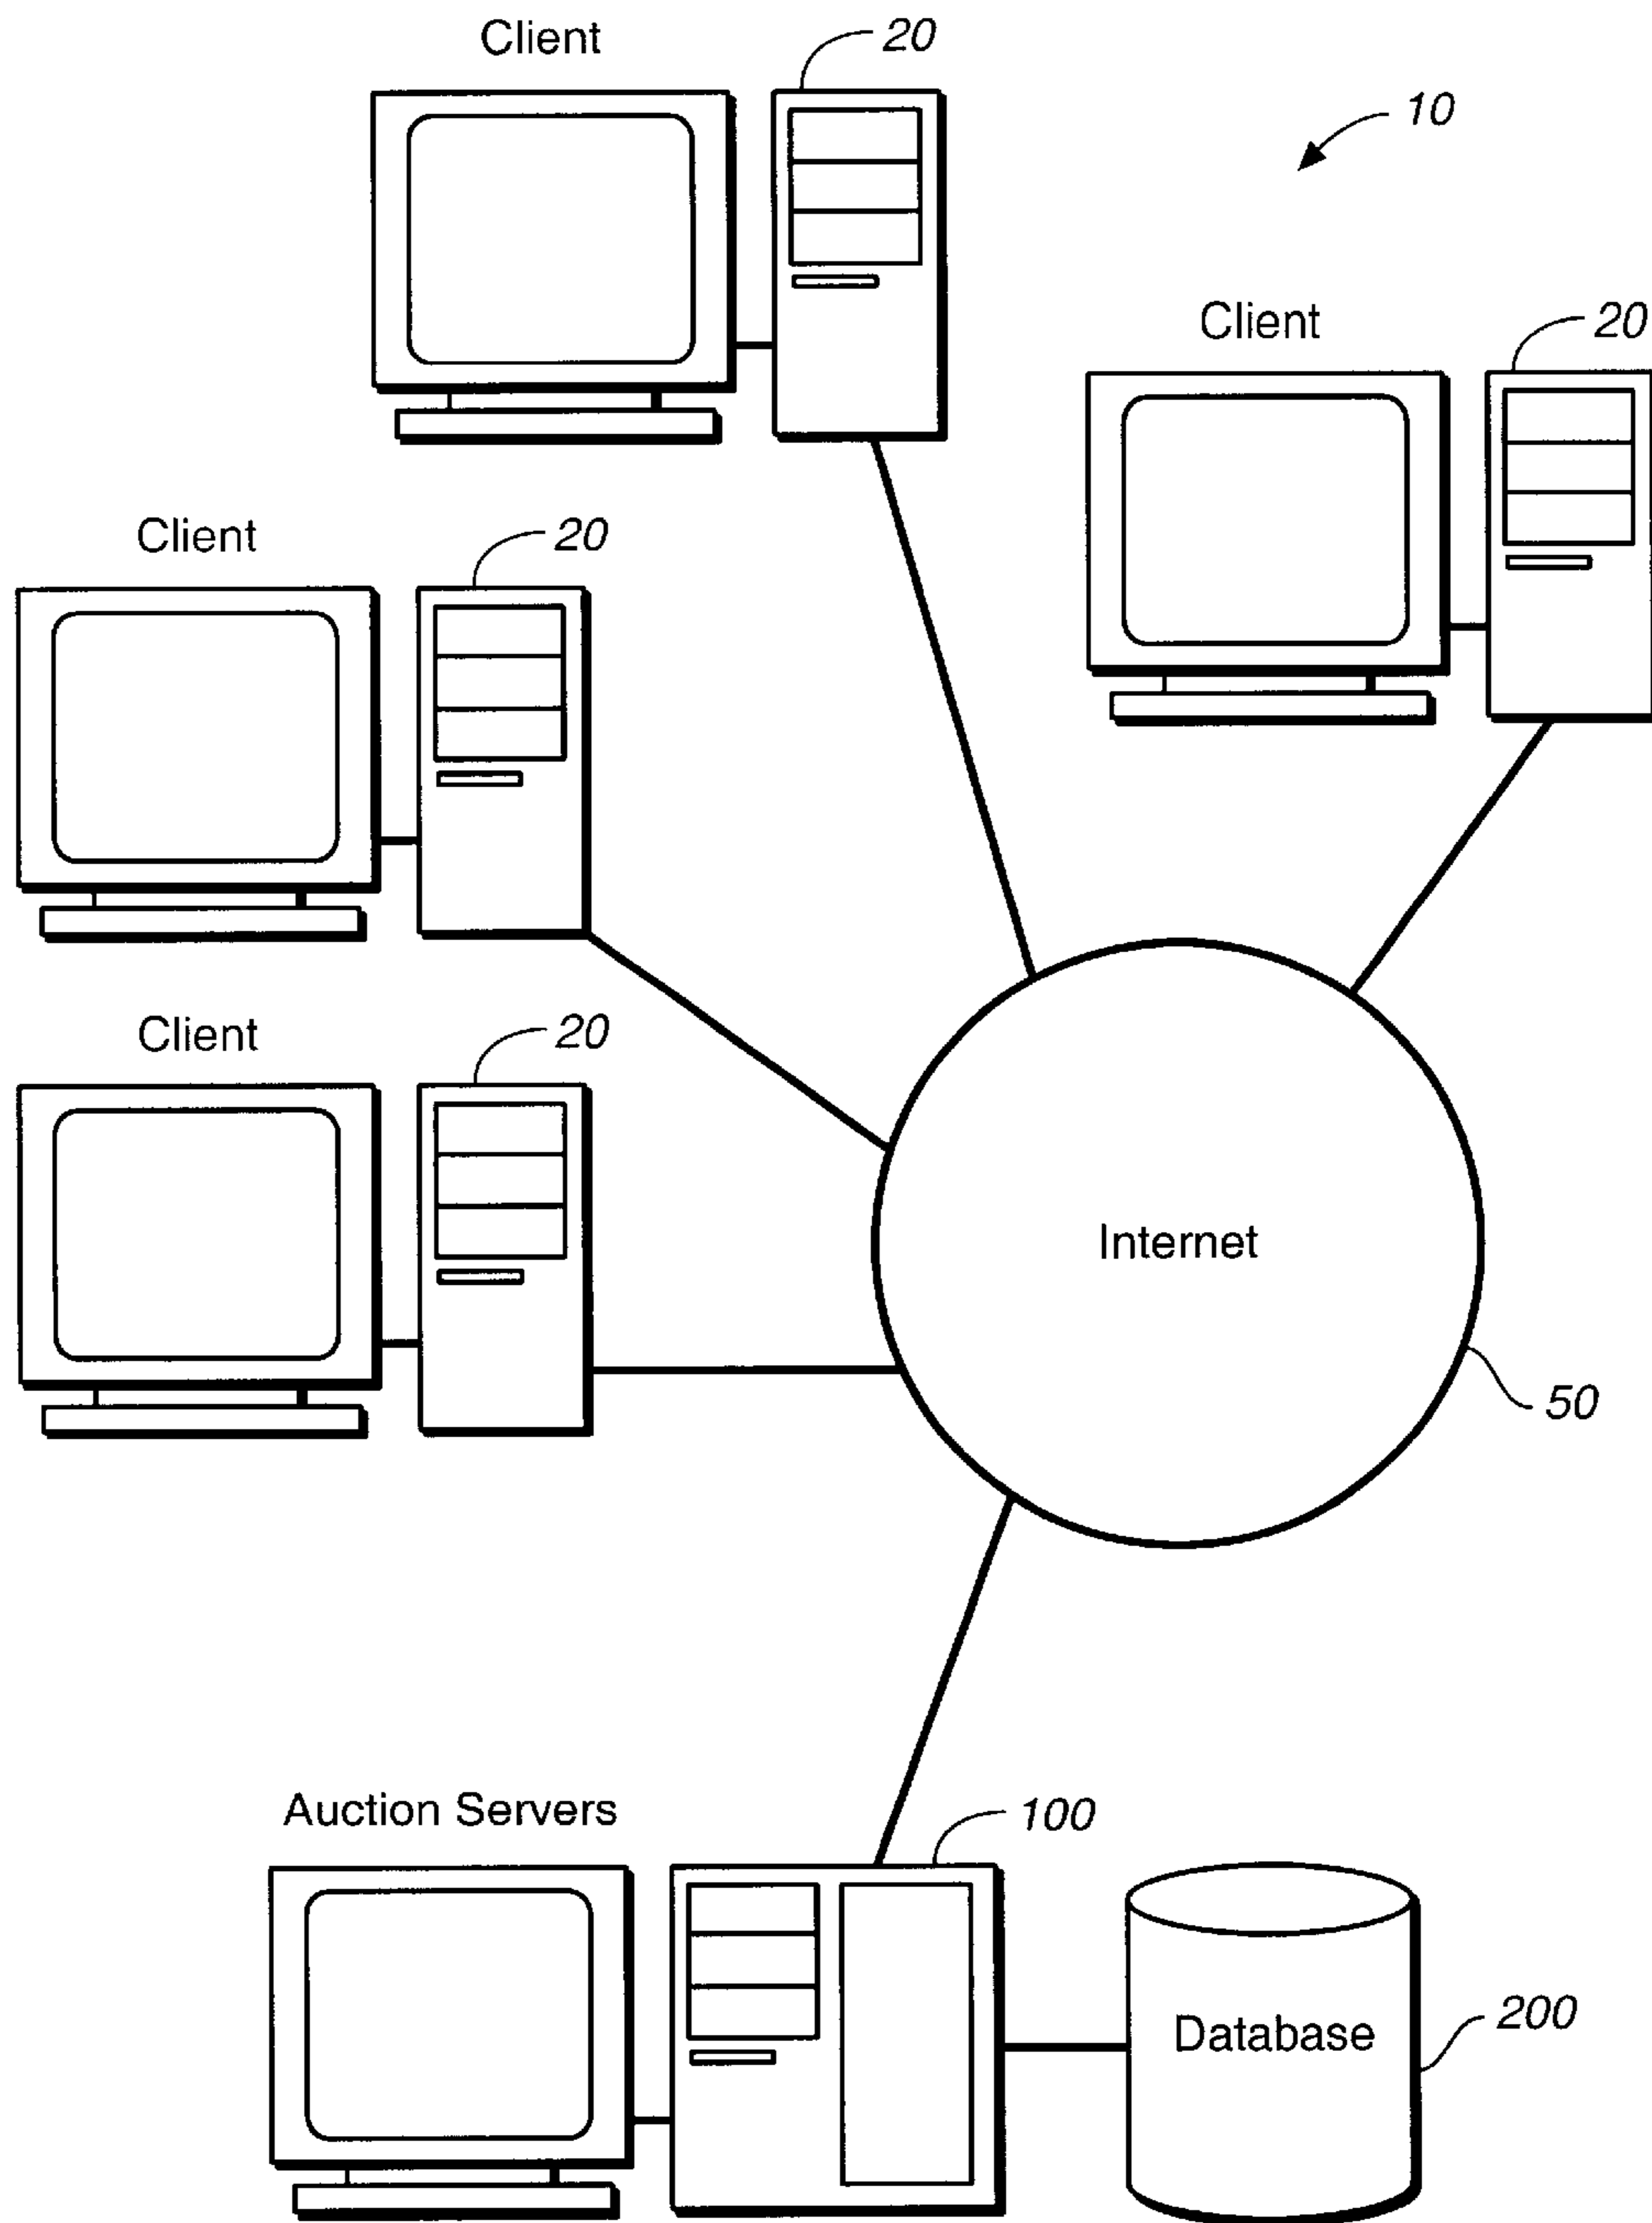 Client
20
10
Client
20
Client
20
Client
20
Internet
50
Auction Servers
100
Database
200